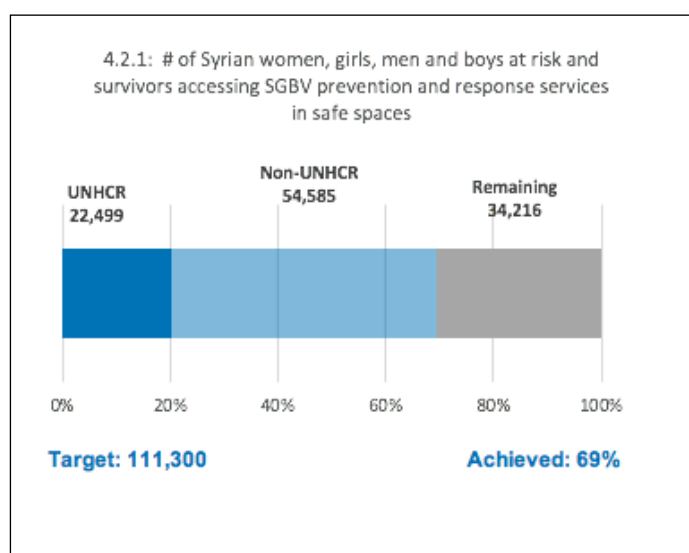 4.2.1: # of Syrian women, girls, men and boys at risk and
survivors accessing SGBV prevention and response services
in safe spaces
UNHCR
22,499
Non-UNHCR
54,585
Remaining
34,216
0% 20% 40% 60% 80% 100%
Target: 111,300 Achieved: 69%